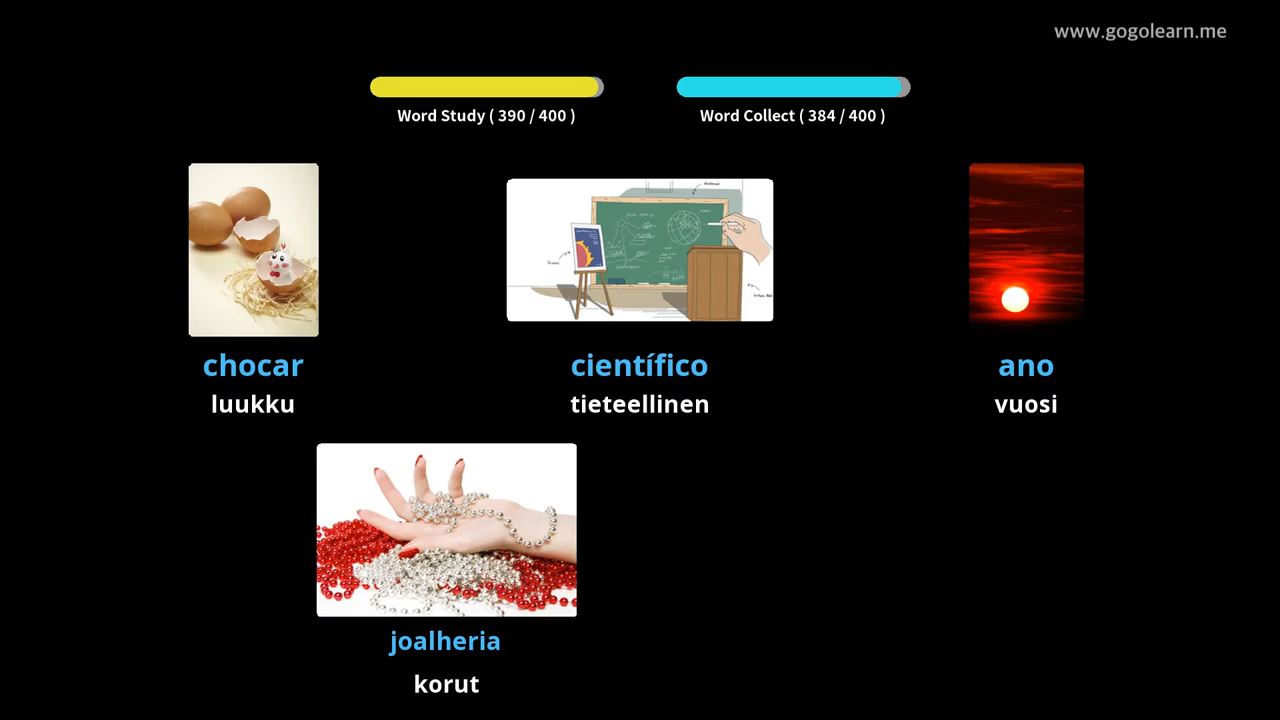 www.gogolearn.me
Word Study ( 390 / 400 )
Word Collect ( 384 / 400 )
chocar
científico
ano
luukku
tieteellinen
vuosi
joalheria
korut